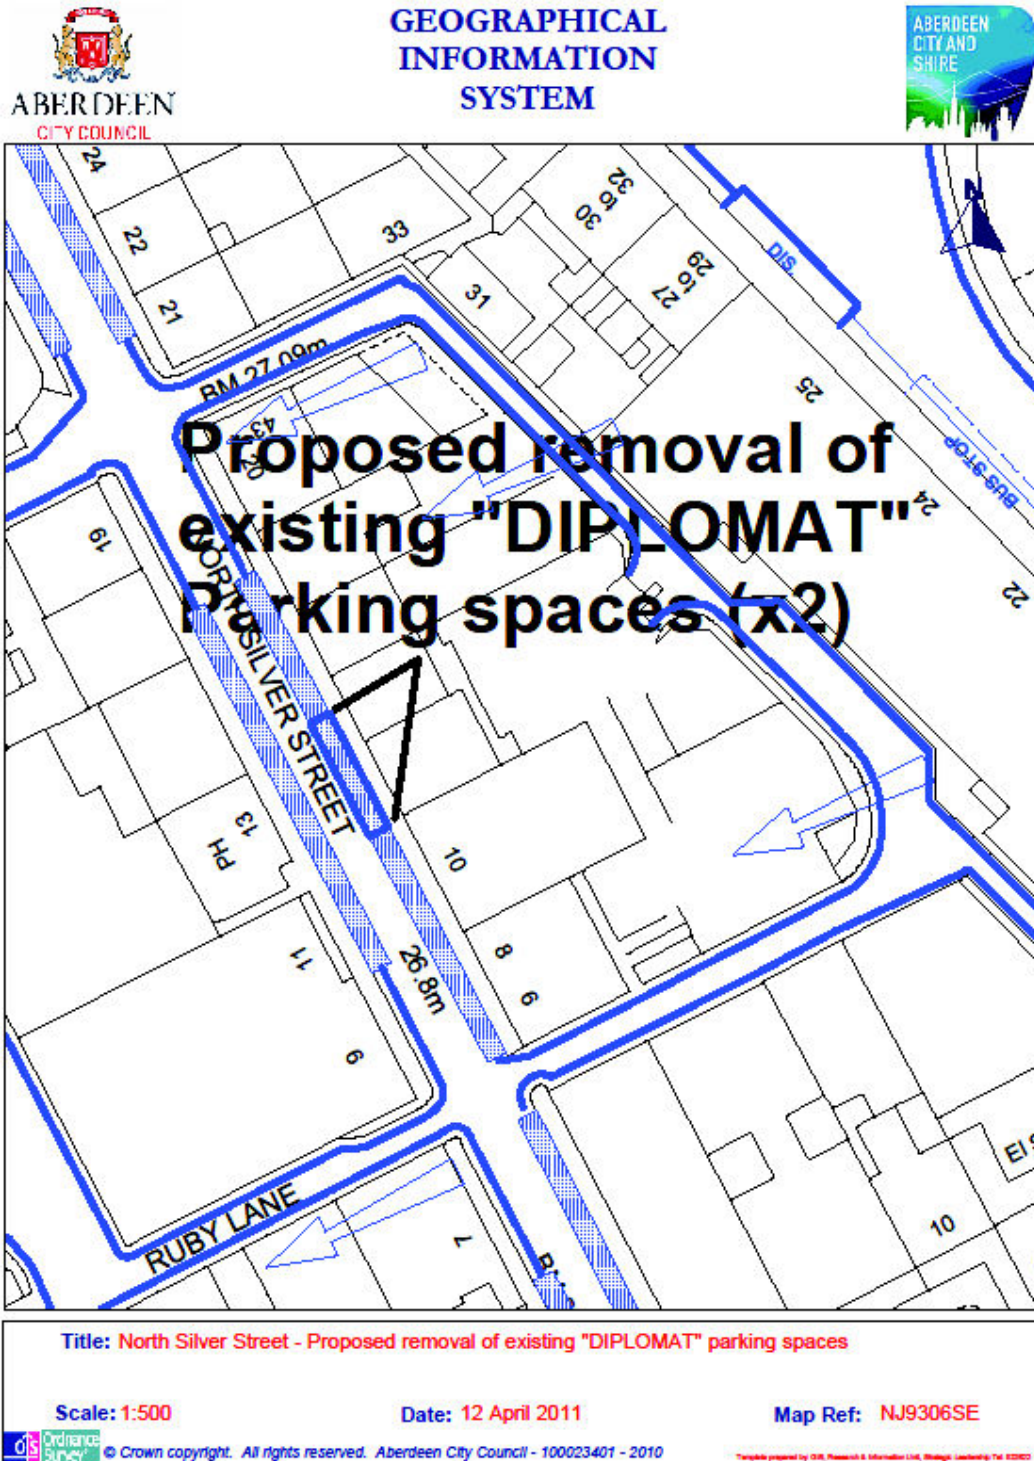 ABERDEEN
CITY COUNCIL
GEOGRAPHICAL
INFORMATION
SYSTEM
ABERDEEN
CITY AND
SHIRE
N
24
22
21
33
31
30 to 32
27 to 29
DIS.
25
BUS STOP
24
22
BM 27.09m
43
20
19
Proposed removal of
existing "DIPLOMAT"
Parking spaces (x2)
NORTH SILVER STREET
13
PH
11
10
8
6
26.8m
9
RUBY LANE
7
10
Title: North Silver Street - Proposed removal of existing "DIPLOMAT" parking spaces
Scale: 1:500
Date: 12 April 2011
Map Ref: NJ9306SE
Ordnance
Survey
© Crown copyright. All rights reserved. Aberdeen City Council - 100023401 - 2010